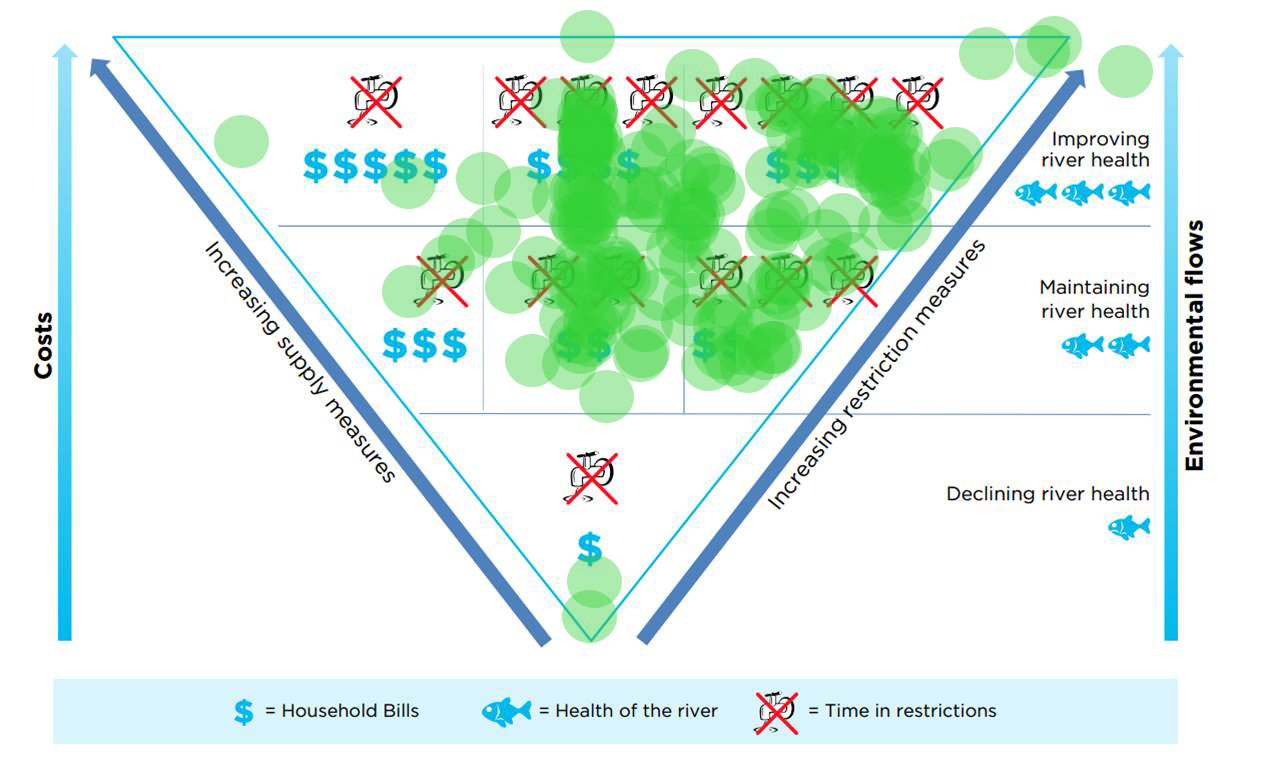 $$$$$
$$$$
$$$
Improving
river health
$$$
$$
$$
Maintaining
river health
Declining river health
$
Costs
Increasing supply measures
Increasing restriction measures
Environmental flows
$ = Household Bills
= Health of the river
= Time in restrictions